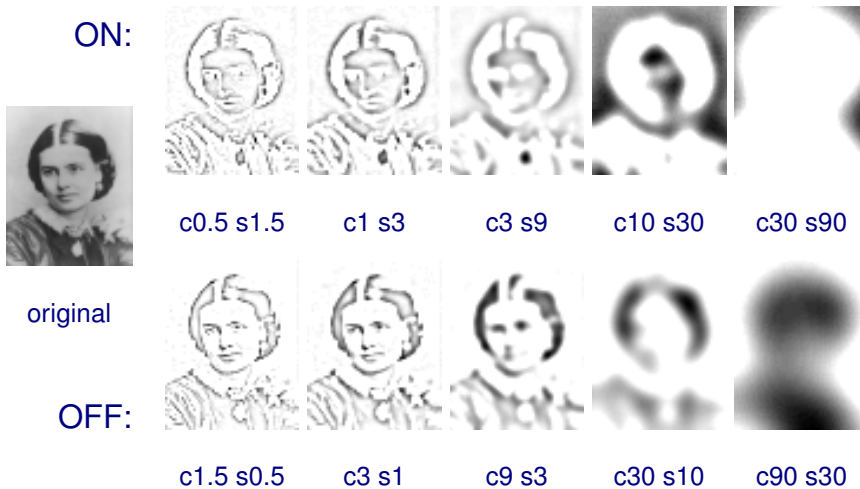 ON:
c0.5 s1.5 c1 s3 c3 s9 c10 s30 c30 s90
original
OFF:
c1.5 s0.5 c3 s1 c9 s3 c30 s10 c90 s30